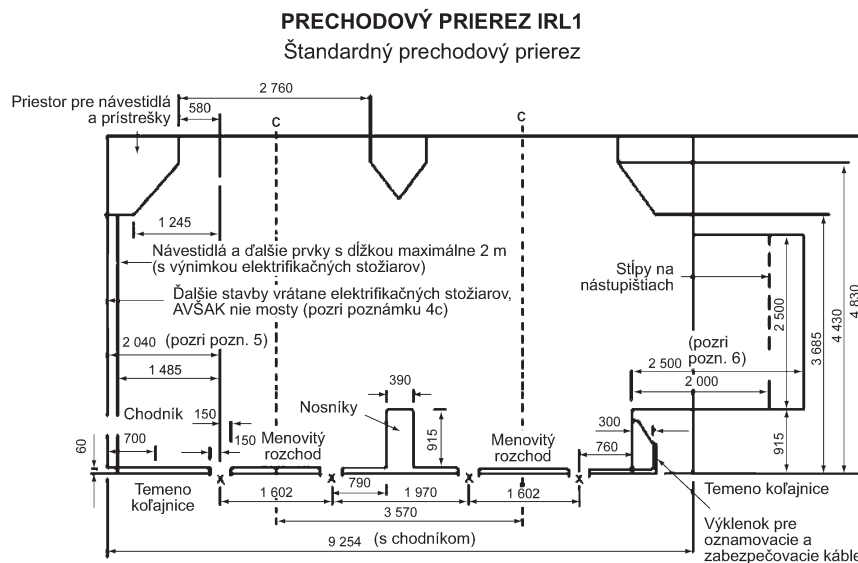 PRECHODOVÝ PRIEREZ IRL1
Štandardný prechodový prierez
2 760
Priestor pre návestidlá
a prístrešky
580
C
C
1 245
Návestidlá a ďalšie prvky s dĺžkou maximálne 2 m
(s výnimkou elektrifikačných stožiarov)
Stĺpy na
nástupištiach
Ďalšie stavby vrátane elektrifikačných stožiarov,
AVŠAK nie mosty (pozri poznámku 4c)
2 500
3 685
4 430
4 830
2 040 (pozri pozn. 5)
(pozri
pozn. 6)
2 500
1 485
2 000
390
Chodník
150
Nosníky
300
700
150
Menovitý
rozchod
915
Menovitý
rozchod
760
915
60
790
Temeno
koľajnice
x
x
x
x
1 602
1 970
1 602
Temeno koľajnice
3 570
Výklenok pre
oznamovacie a
zabezpečovacie káble
9 254 (s chodníkom)